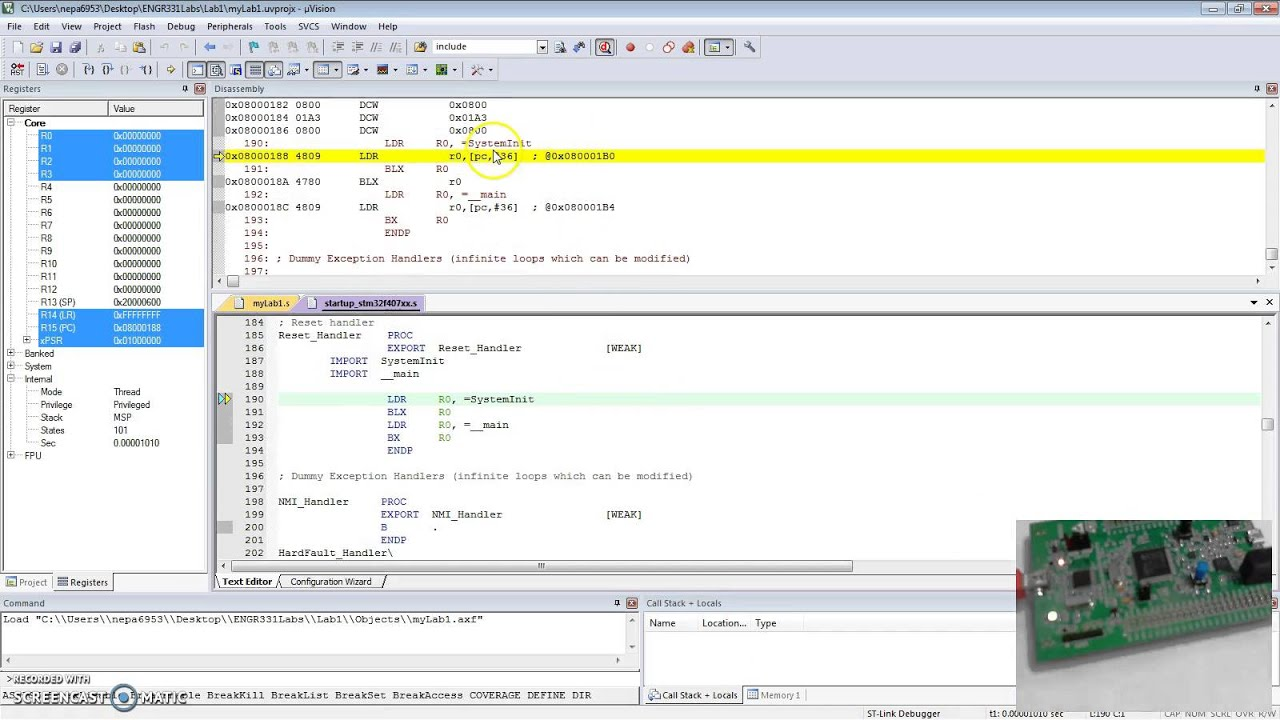 C:\Users\nepa6953\Desktop\ENGR331Labs\Lab1\myLab1.uvprojx - µVision
File Edit View Project Flash Debug Peripherals Tools SVCS Window Help
include
Registers
Register Value
Core
R0 0x00000000
R1 0x00000000
R2 0x00000000
R3 0x00000000
R4 0x00000000
R5 0x00000000
R6 0x00000000
R7 0x00000000
R8 0x00000000
R9 0x00000000
R10 0x00000000
R11 0x00000000
R12 0x00000000
R13 (SP) 0x20000600
R14 (LR) 0xFFFFFFFF
R15 (PC) 0x08000188
xPSR 0x01000000
Banked
System
Internal
Mode Thread
Privilege Privileged
Stack MSP
States 101
Sec 0.00001010
FPU
Project Registers
Disassembly
0x08000182 0800 DCW 0x0800
0x08000184 01A3 DCW 0x01A3
0x08000186 0800 DCW 0x0800
190: LDR R0, =SystemInit
0x08000188 4809 LDR r0,[pc,#36] ; @0x080001B0
191: BLX R0
0x0800018A 4780 BLX r0
192: LDR R0, =__main
0x0800018C 4809 LDR r0,[pc,#36] ; @0x080001B4
193: BX R0
194: ENDP
195:
196: ; Dummy Exception Handlers (infinite loops which can be modified)
197:
myLab1.s startup_stm32f407xx.s
184 ; Reset handler
185 Reset_Handler PROC
186 EXPORT Reset_Handler [WEAK]
187 IMPORT SystemInit
188 IMPORT __main
189
190 LDR R0, =SystemInit
191 BLX R0
192 LDR R0, =__main
193 BX R0
194 ENDP
195
196 ; Dummy Exception Handlers (infinite loops which can be modified)
197
198 NMI_Handler PROC
199 EXPORT NMI_Handler [WEAK]
200 B .
201 ENDP
202 HardFault_Handler\
Text Editor Configuration Wizard
Command
Load "C:\\Users\\nepa6953\\Desktop\\ENGR331Labs\\Lab1\\Objects\\myLab1.axf"
>
RECORDED WITH
SCREENCAST MATIC
BreakKill BreakList BreakSet BreakAccess COVERAGE DEFINE DIR
Call Stack + Locals
Name Location... Type
Call Stack + Locals Memory 1
ST-Link Debugger t1: 0.00001010 sec L:190 C:1 CAP NUM SCRL OVR R/W